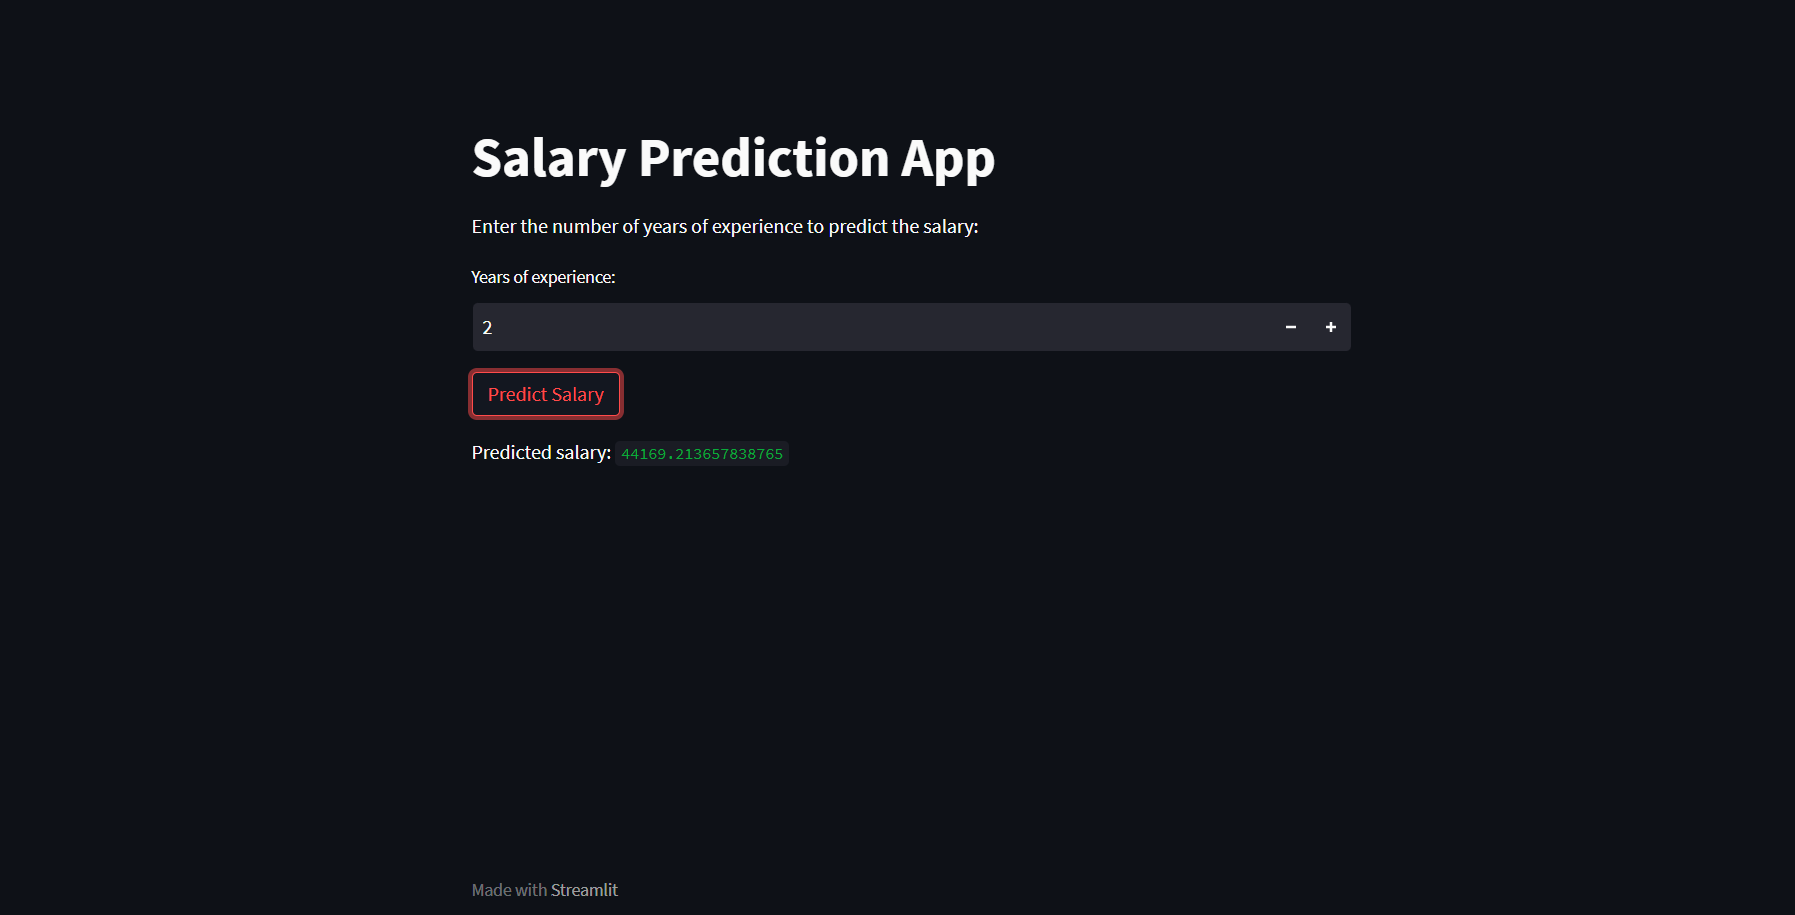 Salary Prediction App
Enter the number of years of experience to predict the salary:
Years of experience:
2
Predict Salary
Predicted salary: 44169.213657838765
Made with Streamlit